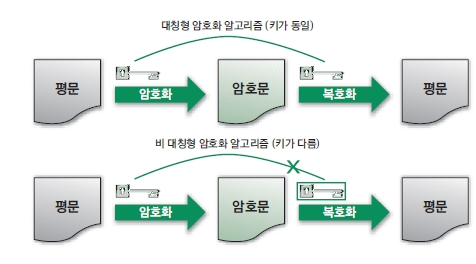 대칭형 암호화 알고리즘 (키가 동일)
평문
암호화
암호문
복호화
평문
비 대칭형 암호화 알고리즘 (키가 다름)
평문
암호화
암호문
복호화
평문